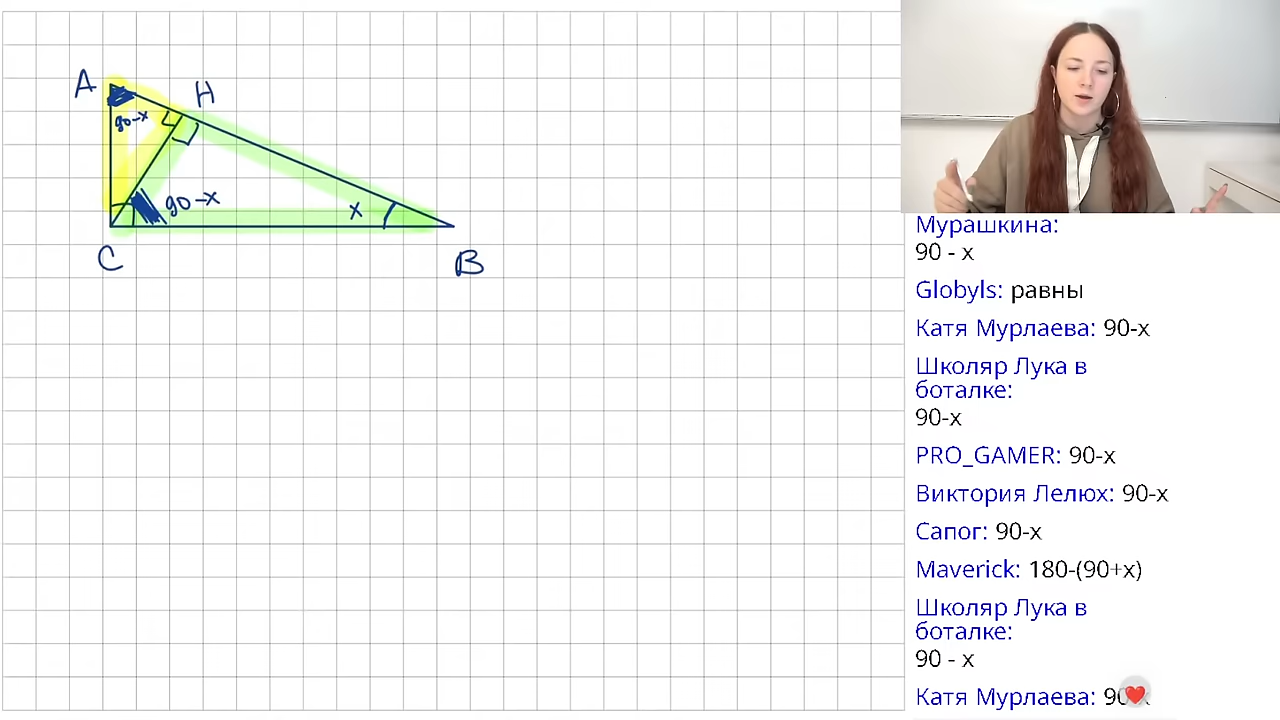 A
H
90-x
90-x
x
C
B
Мурашкина:
90 - x
Globyls: равны
Катя Мурлаева: 90-x
Школяр Лука в
боталке:
90-x
PRO_GAMER: 90-x
Виктория Лелюх: 90-x
Сапог: 90-x
Maverick: 180-(90+x)
Школяр Лука в
боталке:
90 - x
Катя Мурлаева: